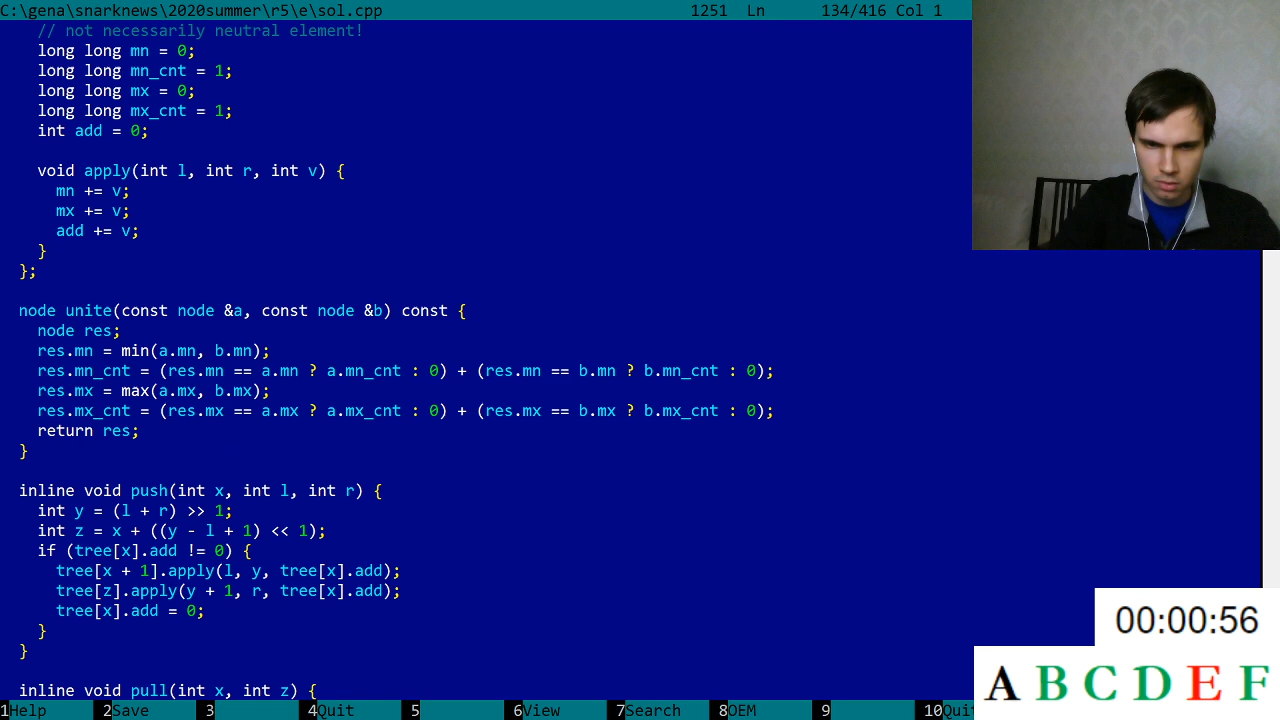 C:\gena\snarknews\2020summer\r5\e\sol.cpp 1251 Ln 134/416 Col 1
// not necessarily neutral element!
long long mn = 0;
long long mn_cnt = 1;
long long mx = 0;
long long mx_cnt = 1;
int add = 0;
void apply(int l, int r, int v) {
mn += v;
mx += v;
add += v;
}
};
node unite(const node &a, const node &b) const {
node res;
res.mn = min(a.mn, b.mn);
res.mn_cnt = (res.mn == a.mn ? a.mn_cnt : 0) + (res.mn == b.mn ? b.mn_cnt : 0);
res.mx = max(a.mx, b.mx);
res.mx_cnt = (res.mx == a.mx ? a.mx_cnt : 0) + (res.mx == b.mx ? b.mx_cnt : 0);
return res;
}
inline void push(int x, int l, int r) {
int y = (l + r) >> 1;
int z = x + ((y - l + 1) << 1);
if (tree[x].add != 0) {
tree[x + 1].apply(l, y, tree[x].add);
tree[z].apply(y + 1, r, tree[x].add);
tree[x].add = 0;
}
}
inline void pull(int x, int z) {
00:00:56
A B C D E F
1Help 2Save 3 4Quit 5 6View 7Search 8OEM 9 10Qui